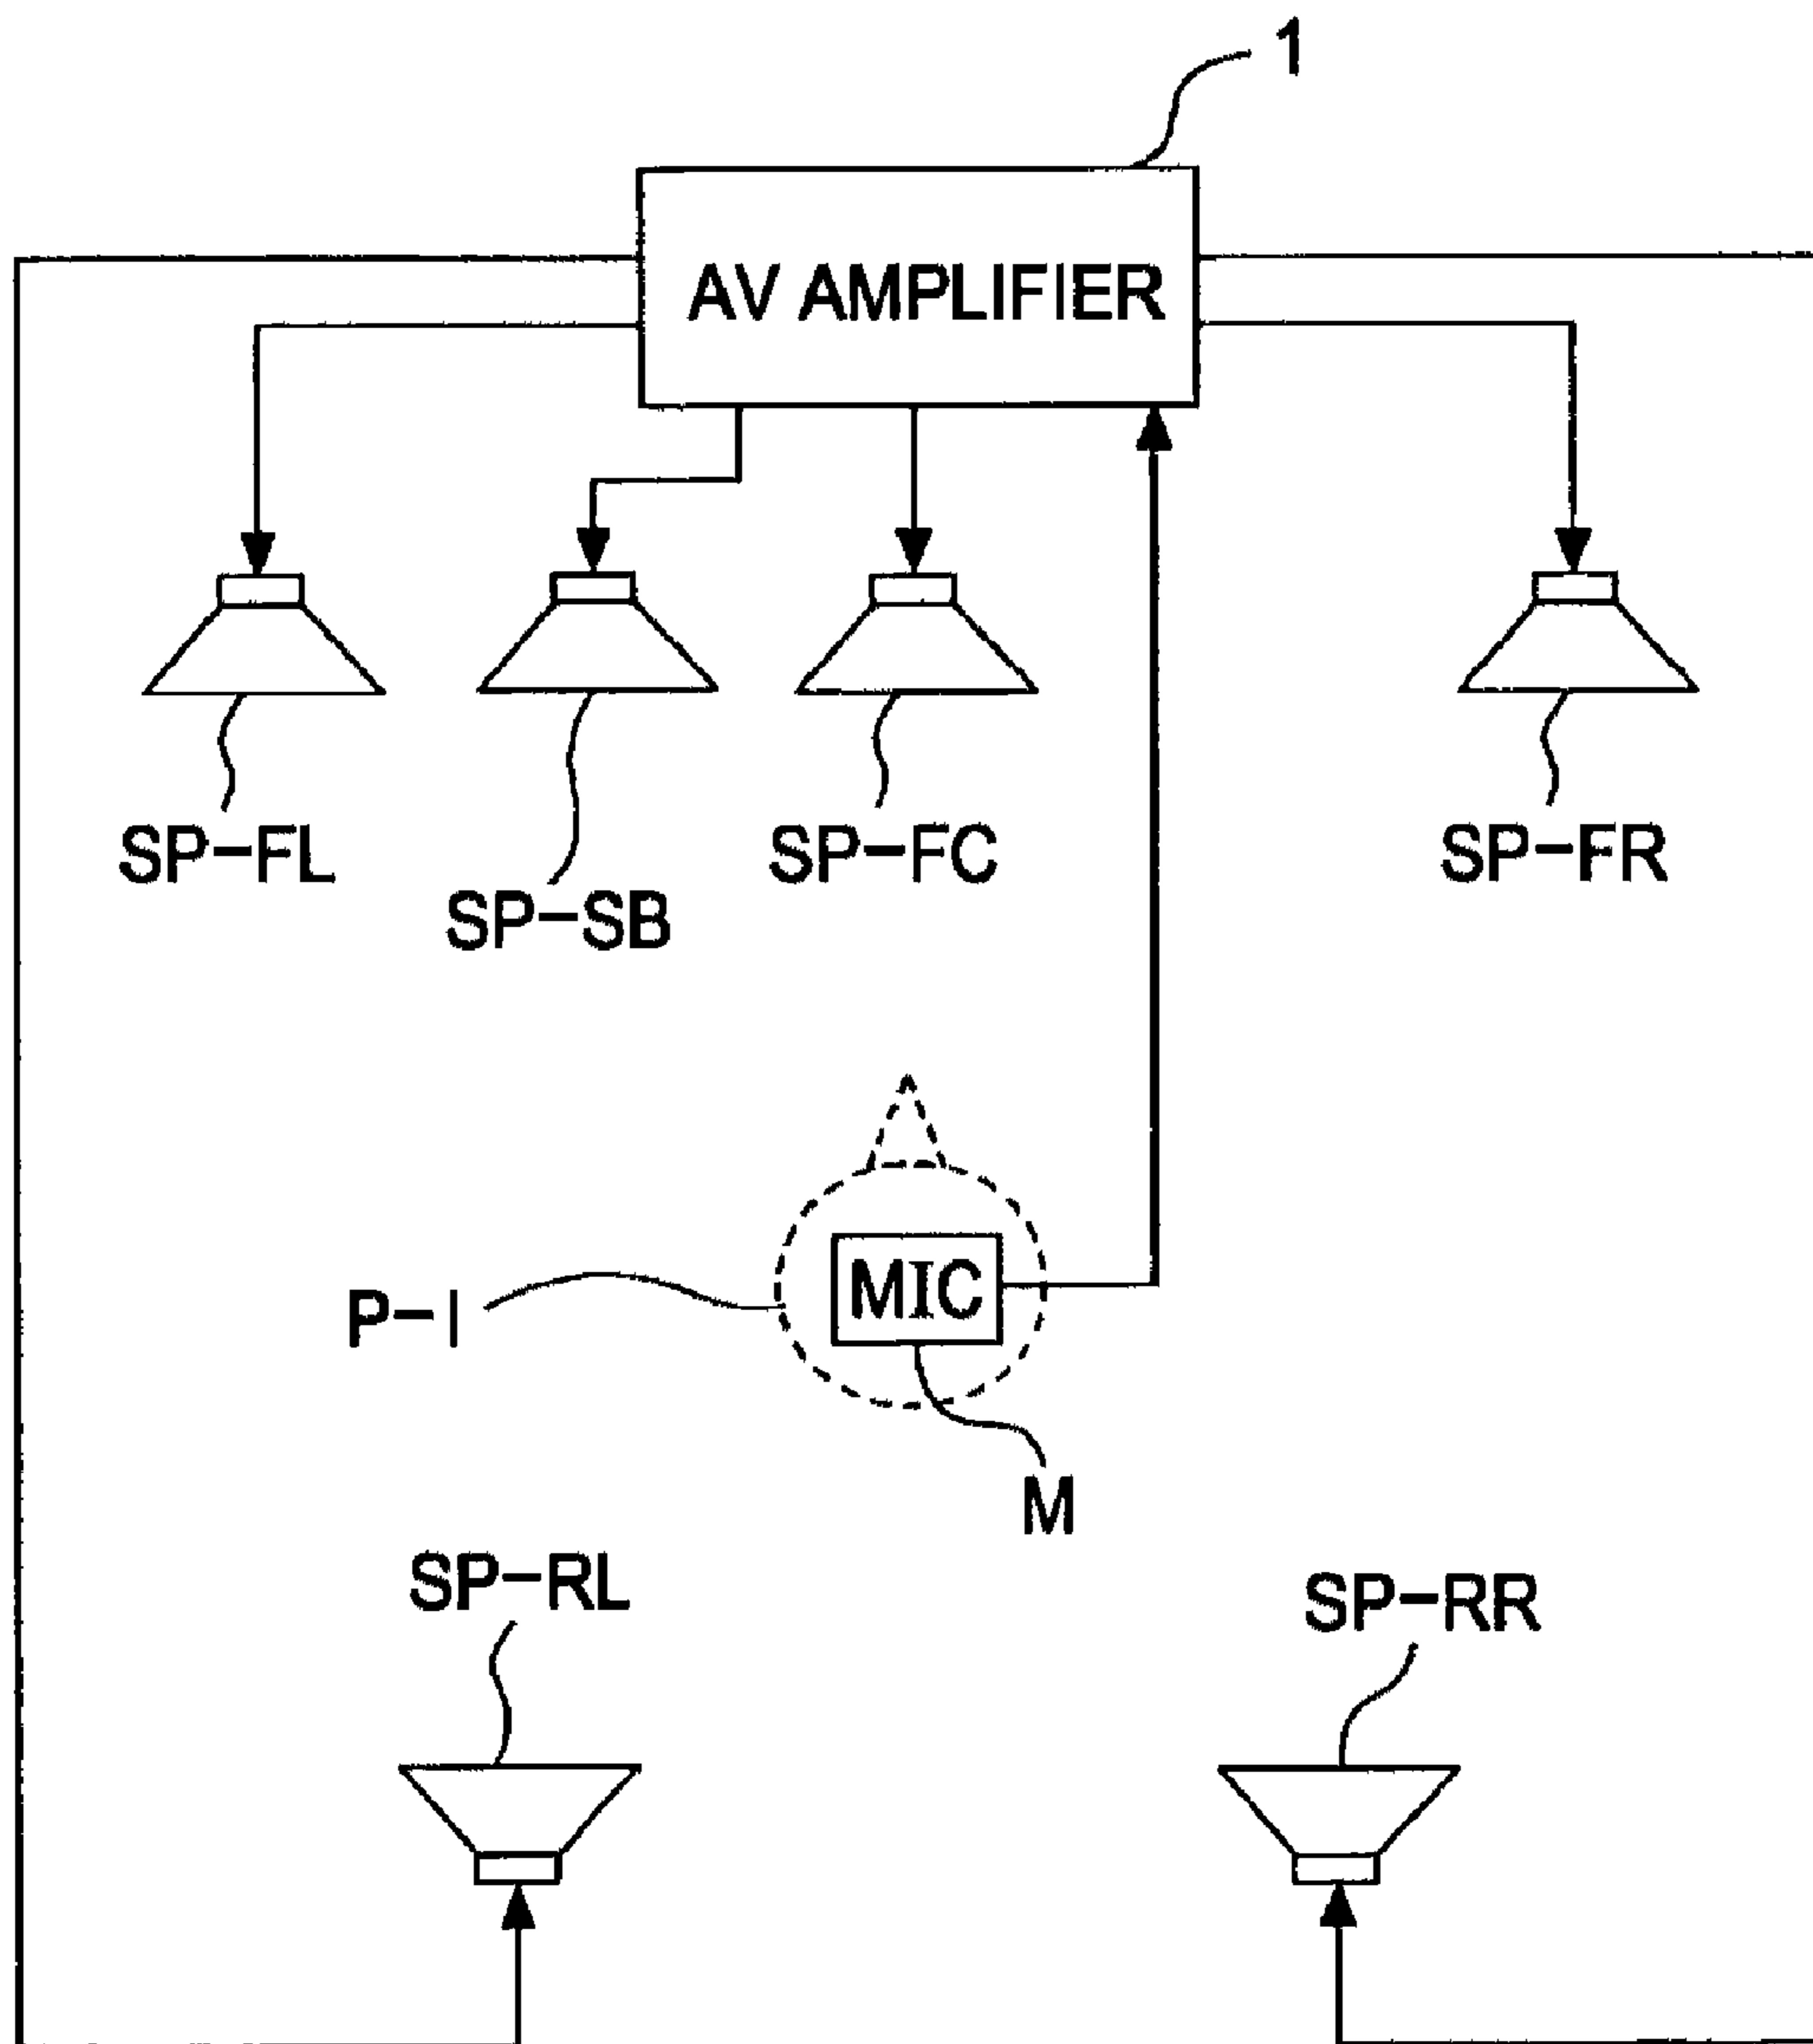 1
AV AMPLIFIER
SP-FL
SP-SB
SP-FC
SP-FR
P-I
MIC
M
SP-RL
SP-RR